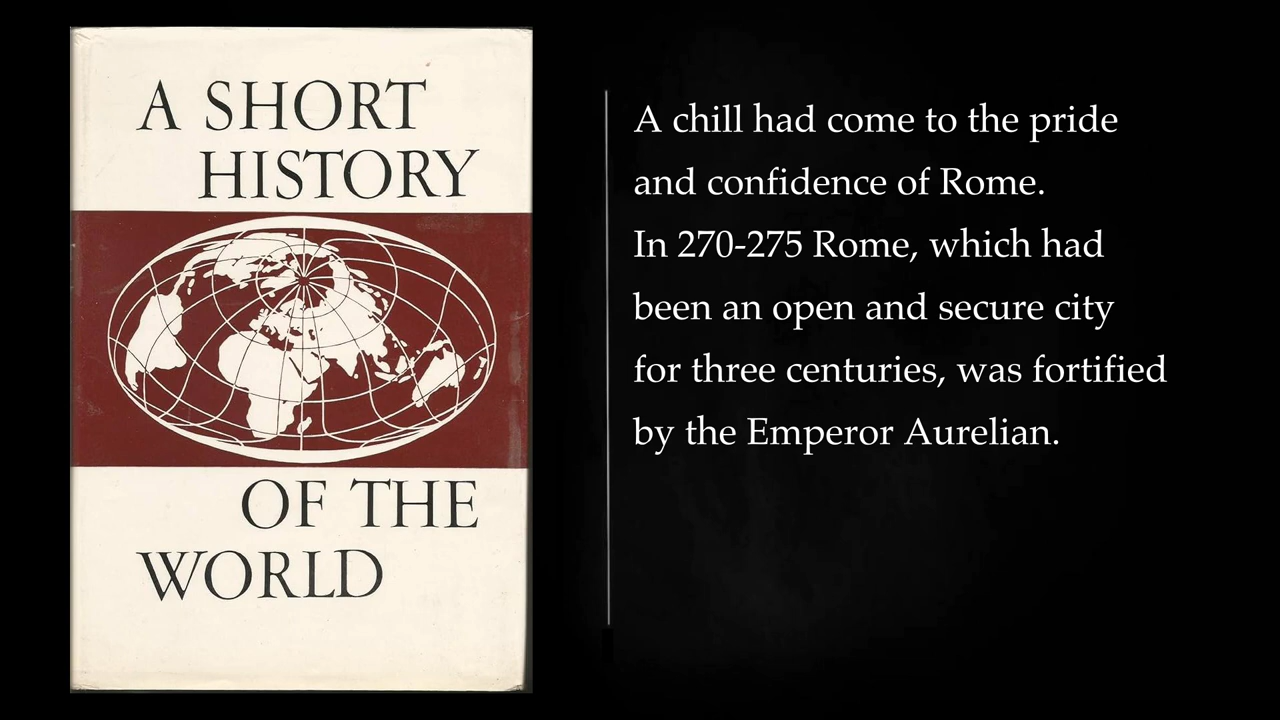 A SHORT
HISTORY
OF THE
WORLD
A chill had come to the pride
and confidence of Rome.
In 270-275 Rome, which had
been an open and secure city
for three centuries, was fortified
by the Emperor Aurelian.